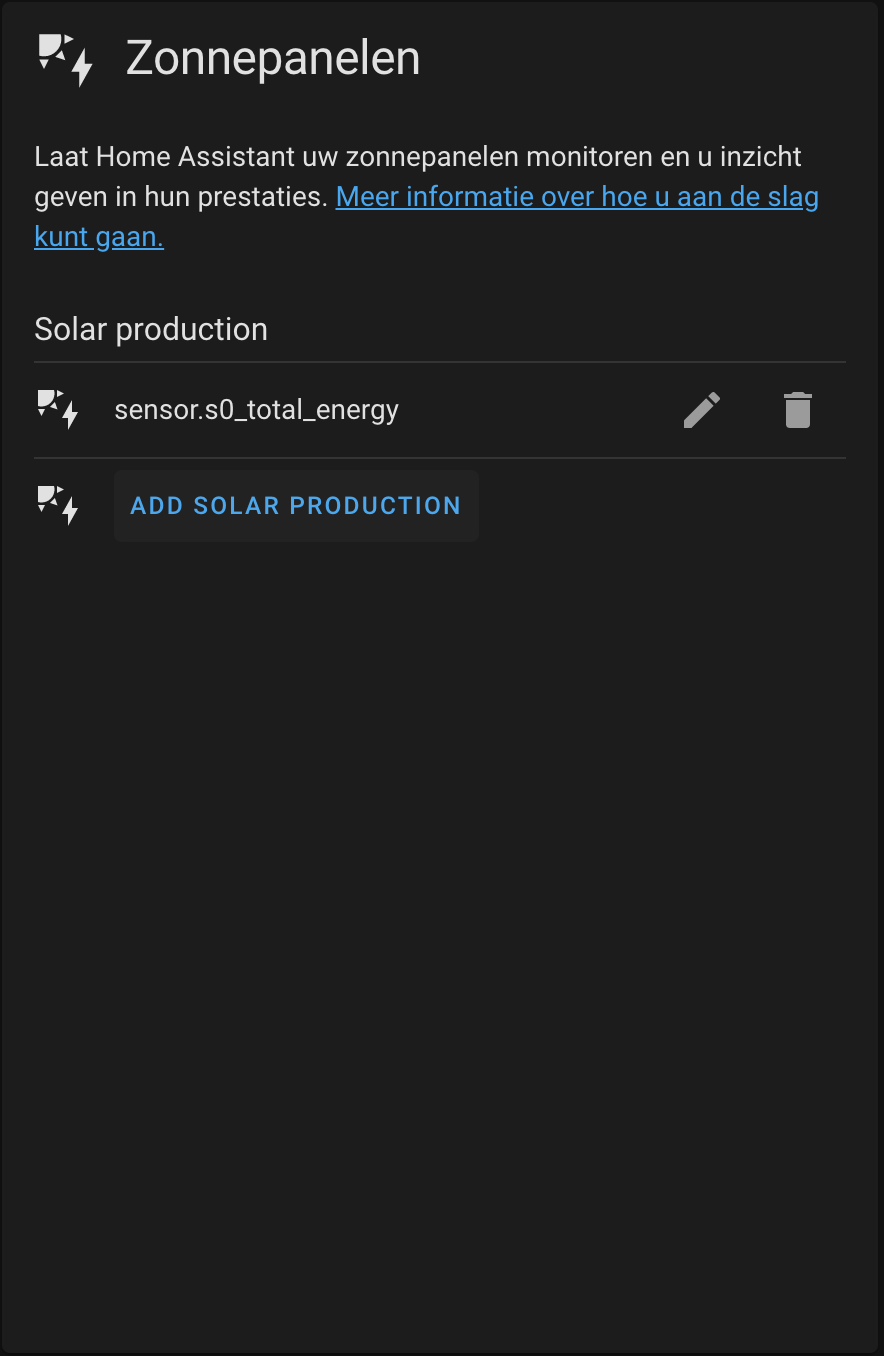 Zonnepanelen
Laat Home Assistant uw zonnepanelen monitoren en u inzicht
geven in hun prestaties. Meer informatie over hoe u aan de slag
kunt gaan.
Solar production
sensor.s0_total_energy
ADD SOLAR PRODUCTION